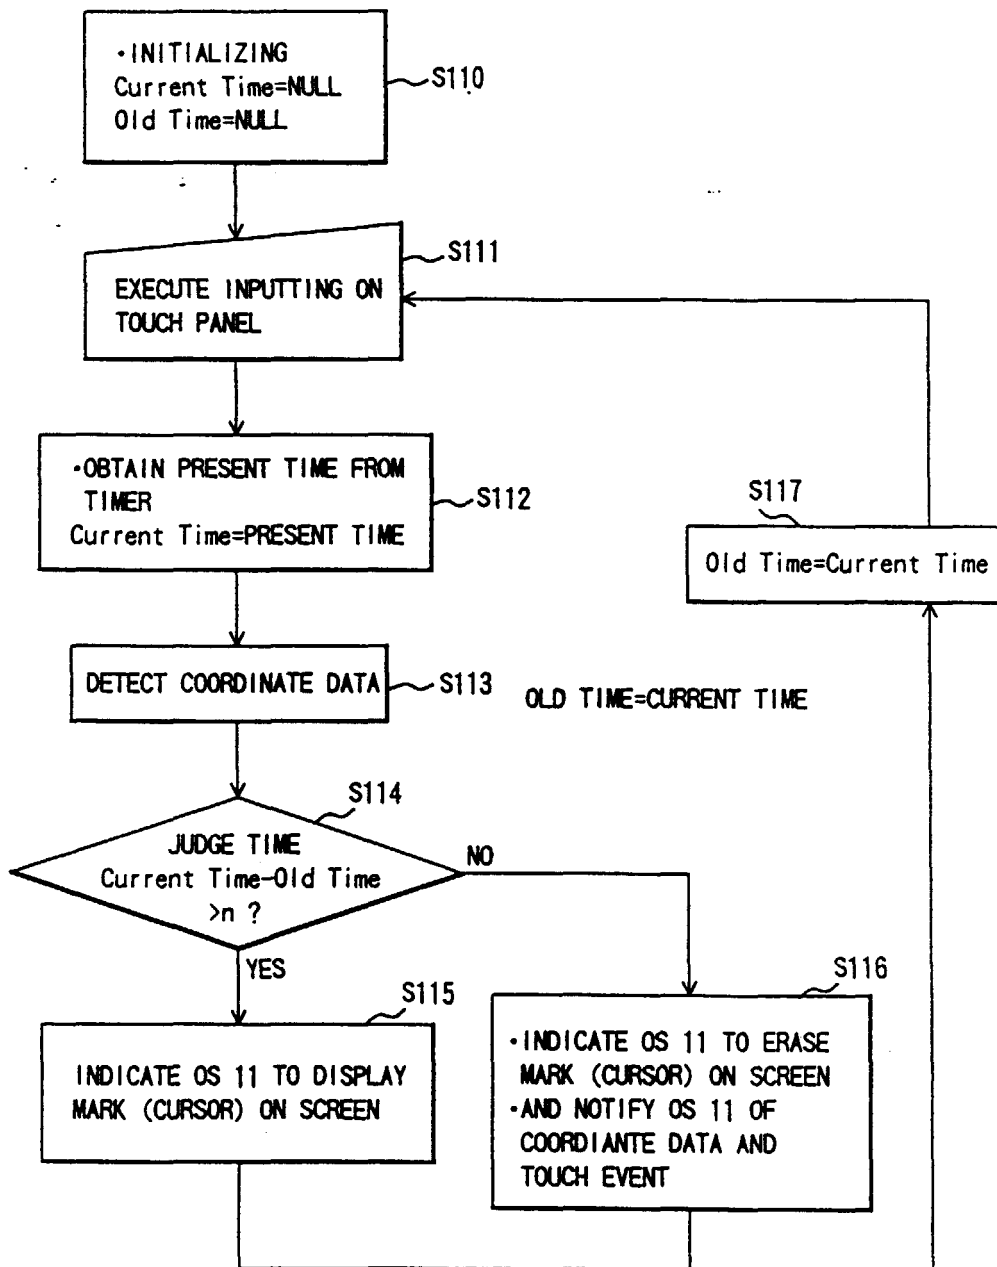 ·INITIALIZING
Current Time=NULL
Old Time=NULL
S110
S111
EXECUTE INPUTTING ON
TOUCH PANEL
·OBTAIN PRESENT TIME FROM
TIMER
Current Time=PRESENT TIME
S112
S117
Old Time=Current Time
DETECT COORDINATE DATA
S113
OLD TIME=CURRENT TIME
S114
JUDGE TIME
Current Time-Old Time
>n ?
NO
YES
S115
INDICATE OS 11 TO DISPLAY
MARK (CURSOR) ON SCREEN
S116
·INDICATE OS 11 TO ERASE
MARK (CURSOR) ON SCREEN
·AND NOTIFY OS 11 OF
COORDIANTE DATA AND
TOUCH EVENT